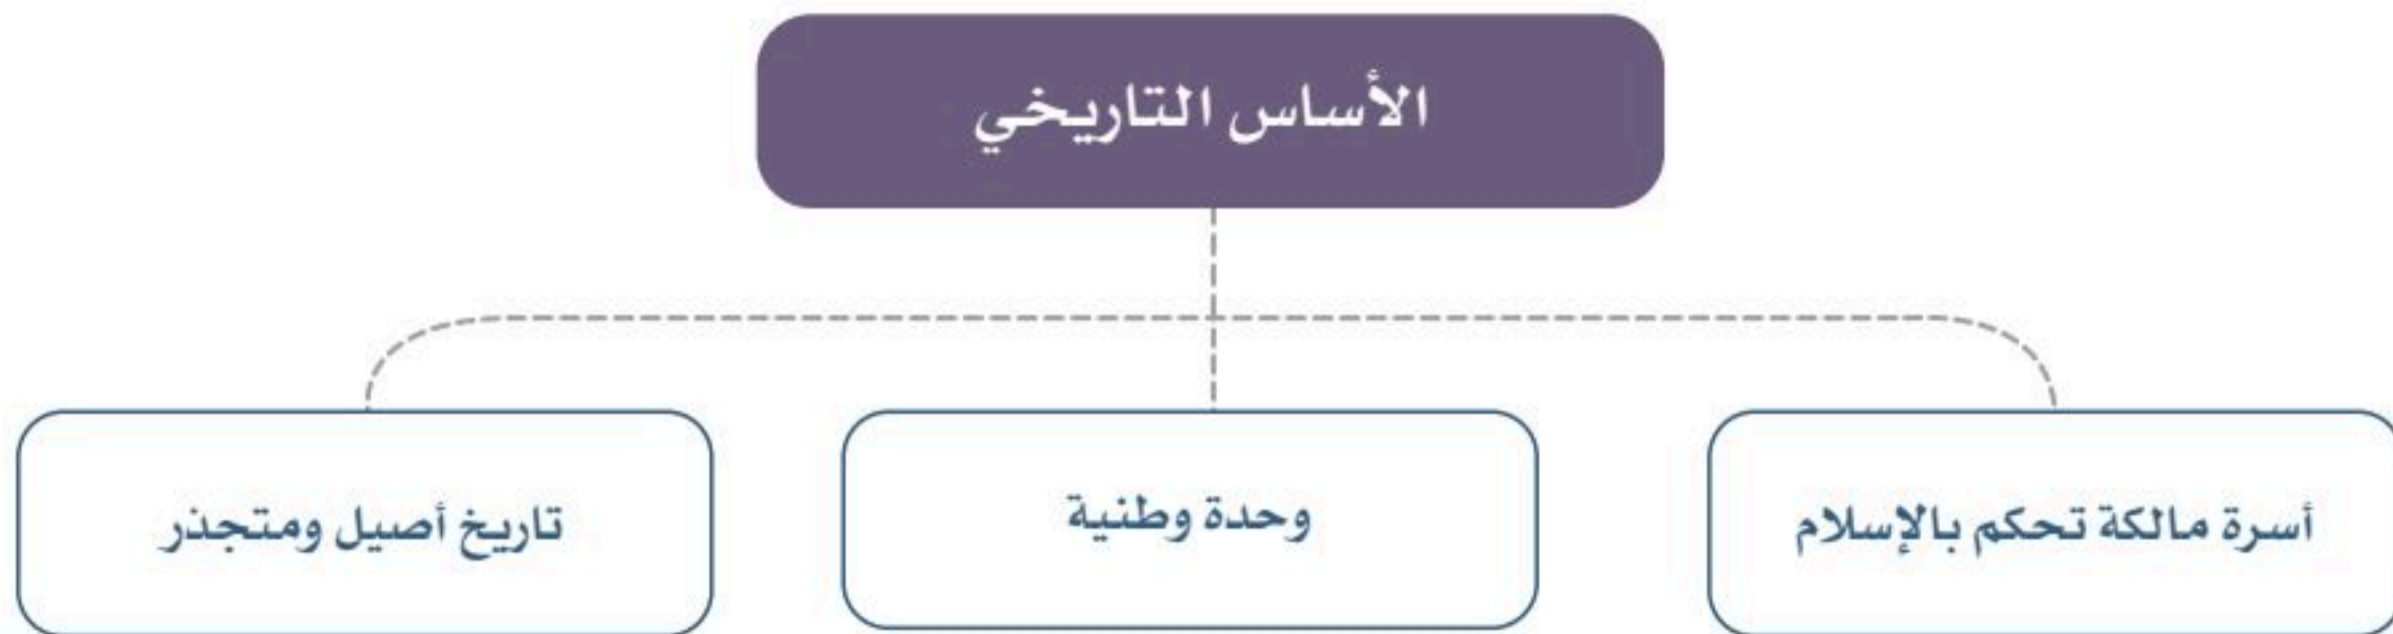 الأساس التاريخي
أسرة مالكة تحكم بالإسلام
وحدة وطنية
تاريخ أصيل ومتجذر